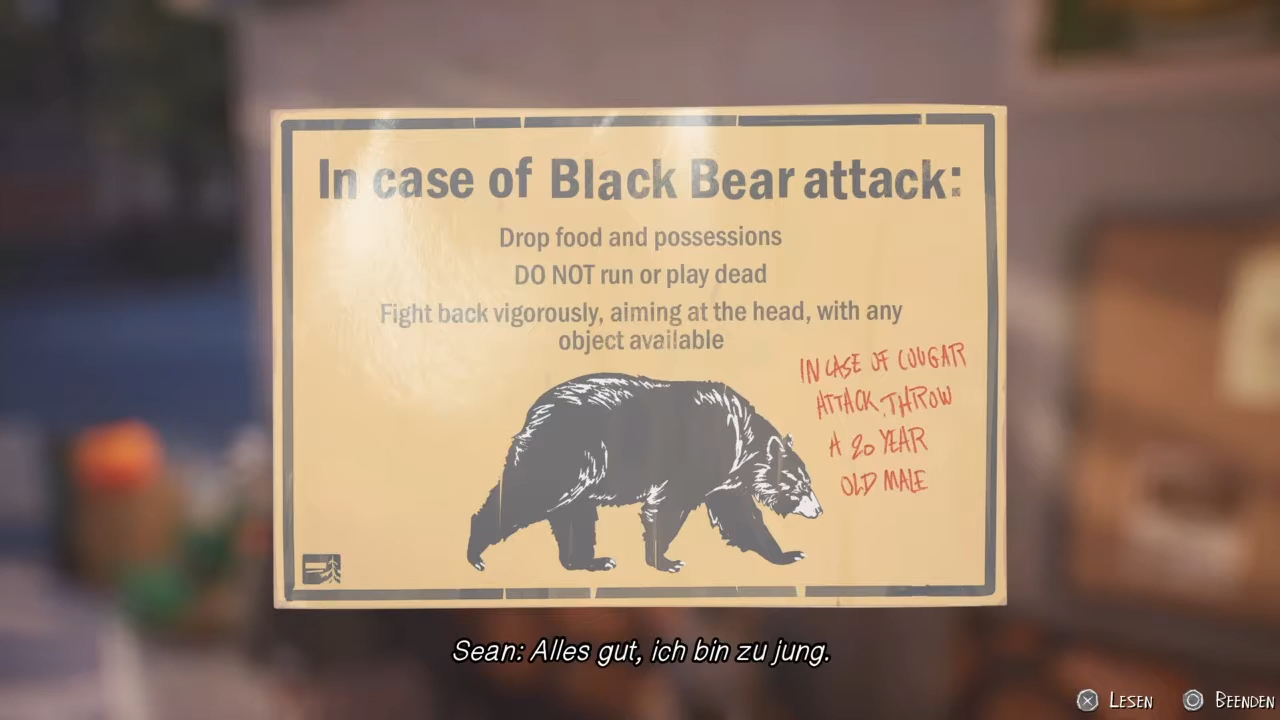 In case of Black Bear attack:
Drop food and possessions
DO NOT run or play dead
Fight back vigorously, aiming at the head, with any
object available
IN CASE OF COUGAR
ATTACK, THROW
A 20 YEAR
OLD MALE
Sean: Alles gut, ich bin zu jung.
LESEN
BEENDEN